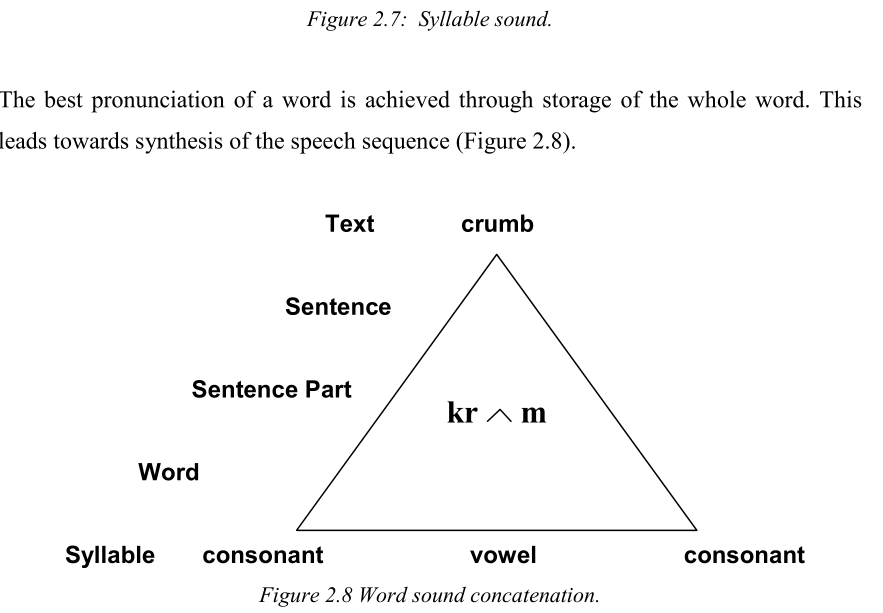 Figure 2.7: Syllable sound.
The best pronunciation of a word is achieved through storage of the whole word. This
leads towards synthesis of the speech sequence (Figure 2.8).
Text crumb
Sentence
Sentence Part
kr ︿ m
Word
Syllable consonant vowel consonant
Figure 2.8 Word sound concatenation.